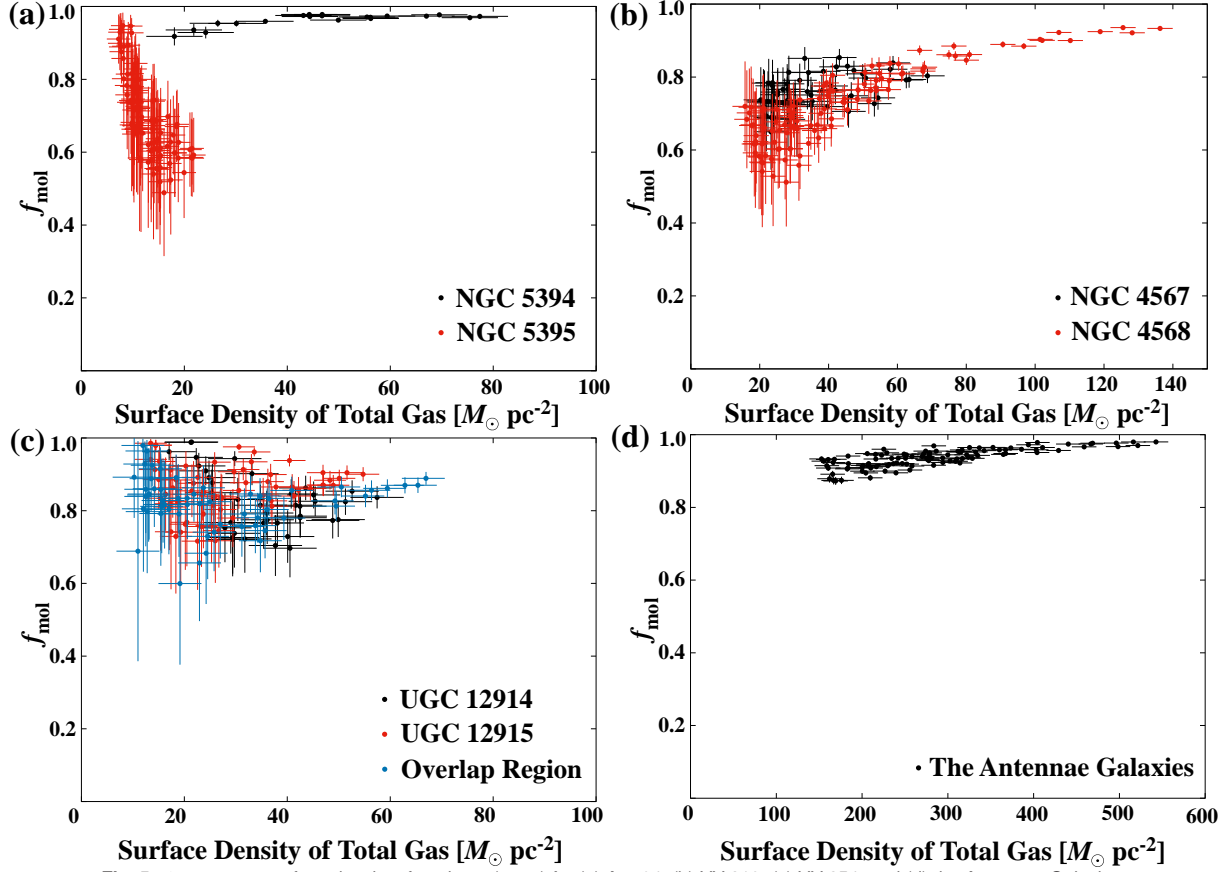 (a)
1.0
0.8
0.6
0.4
0.2
f mol
NGC 5394
NGC 5395
0 20 40 60 80 100
Surface Density of Total Gas [M☉ pc-2]
(b)
1.0
0.8
0.6
0.4
0.2
f mol
NGC 4567
NGC 4568
0 20 40 60 80 100 120 140
Surface Density of Total Gas [M☉ pc-2]
(c)
1.0
0.8
0.6
0.4
0.2
f mol
UGC 12914
UGC 12915
Overlap Region
0 20 40 60 80 100
Surface Density of Total Gas [M☉ pc-2]
(d)
1.0
0.8
0.6
0.4
0.2
f mol
The Antennae Galaxies
0 100 200 300 400 500 600
Surface Density of Total Gas [M☉ pc-2]